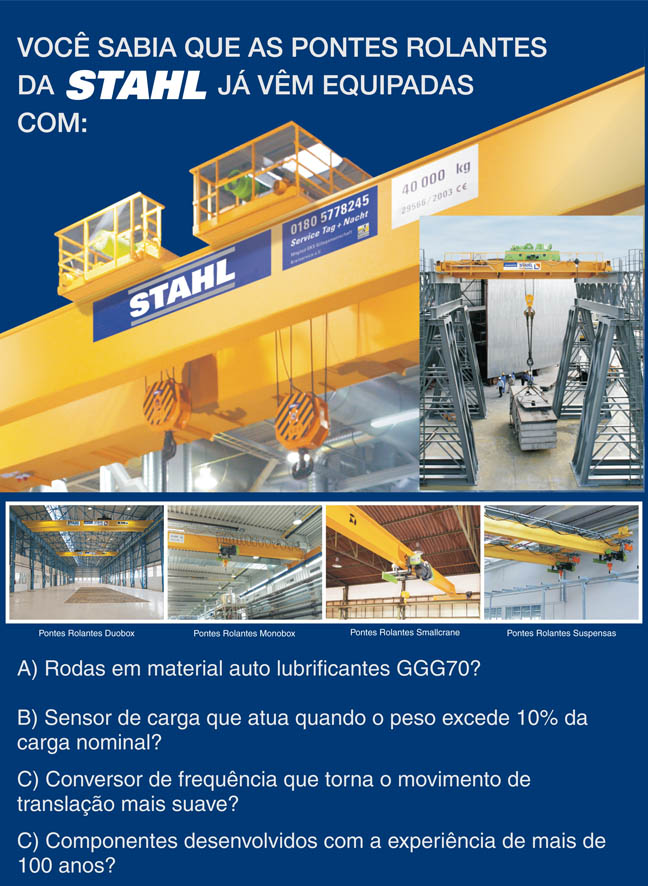 VOCÊ SABIA QUE AS PONTES ROLANTES
DA STAHL JÁ VÊM EQUIPADAS
COM:
0180 5778245
Service Tag + Nacht
40 000 kg
29566/2003 C€
STAHL
STAHL
Pontes Rolantes Duobox
Pontes Rolantes Monobox
Pontes Rolantes Smallcrane
Pontes Rolantes Suspensas
A) Rodas em material auto lubrificantes GGG70?
B) Sensor de carga que atua quando o peso excede 10% da
carga nominal?
C) Conversor de frequência que torna o movimento de
translação mais suave?
C) Componentes desenvolvidos com a experiência de mais de
100 anos?